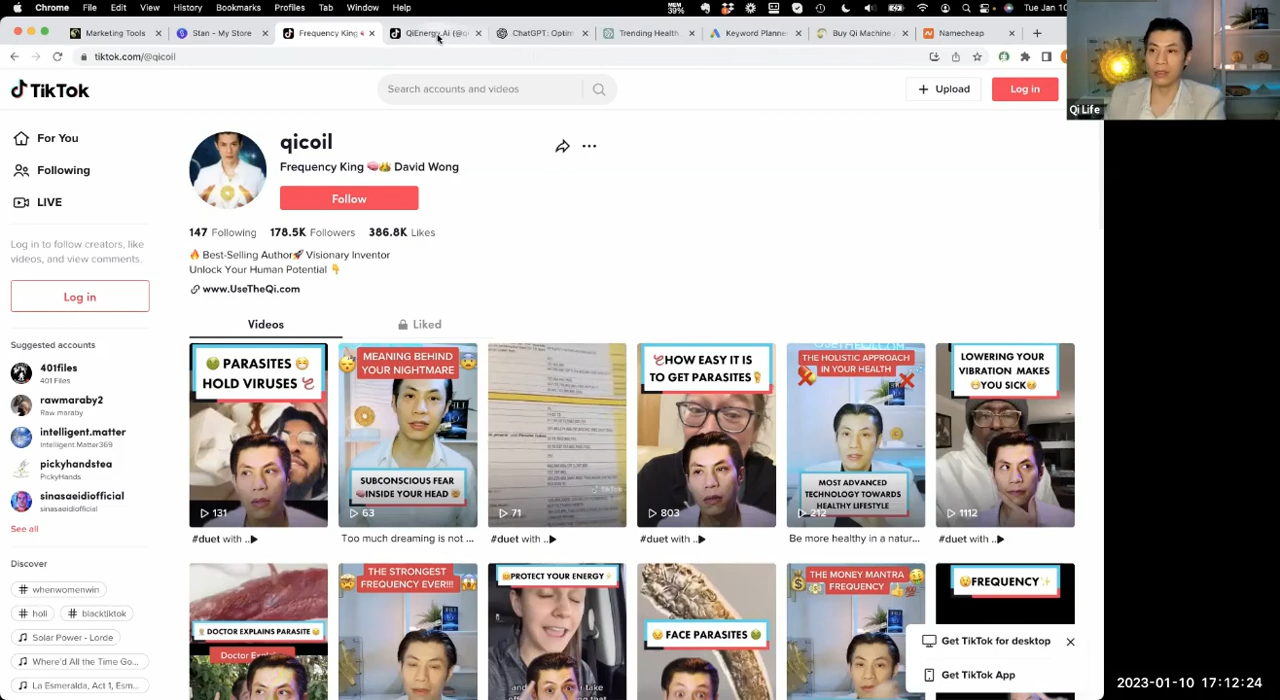 Chrome File Edit View History Bookmarks Profiles Tab Window Help MEM 39% Tue Jan 10
Marketing Tools Stan - My Store Frequency King QiEnergy.Ai (@q ChatGPT: Optim Trending Health Keyword Planne Buy Qi Machine Namecheap
tiktok.com/@qicoil
Qi Life
TikTok
Search accounts and videos
Upload
Log in
For You
Following
LIVE
Log in to follow creators, like
videos, and view comments.
Log in
Suggested accounts
401files
401 Files
rawmaraby2
Raw maraby
intelligent.matter
Intelligent.Matter369
pickyhandstea
PickyHands
sinasaeidiofficial
sinasaeidiofficial
See all
Discover
# whenwomenwin
# holi
# blacktiktok
Solar Power - Lorde
Where'd All the Time Go...
La Esmeralda, Act 1, Esm...
qicoil
Frequency King 🧠👑 David Wong
Follow
147 Following 178.5K Followers 386.8K Likes
🔥 Best-Selling Author🚀 Visionary Inventor
Unlock Your Human Potential 👇
www.UseTheQi.com
Videos
Liked
PARASITES
HOLD VIRUSES
131
#duet with ..▶
MEANING BEHIND
YOUR NIGHTMARE
SUBCONSCIOUS FEAR
INSIDE YOUR HEAD
63
Too much dreaming is not ...
TikTok
71
#duet with ..▶
HOW EASY IT IS
TO GET PARASITES
803
#duet with ..▶
THE HOLISTIC APPROACH
IN YOUR HEALTH
MOST ADVANCED
TECHNOLOGY TOWARDS
HEALTHY LIFESTYLE
212
Be more healthy in a natur...
LOWERING YOUR
VIBRATION MAKES
YOU SICK
1112
#duet with ..▶
DOCTOR EXPLAINS PARASITE
THE STRONGEST
FREQUENCY EVER!!!
PROTECT YOUR ENERGY
FACE PARASITES
THE MONEY MANTRA
FREQUENCY
FREQUENCY
Get TikTok for desktop
Get TikTok App
2023-01-10 17:12:24